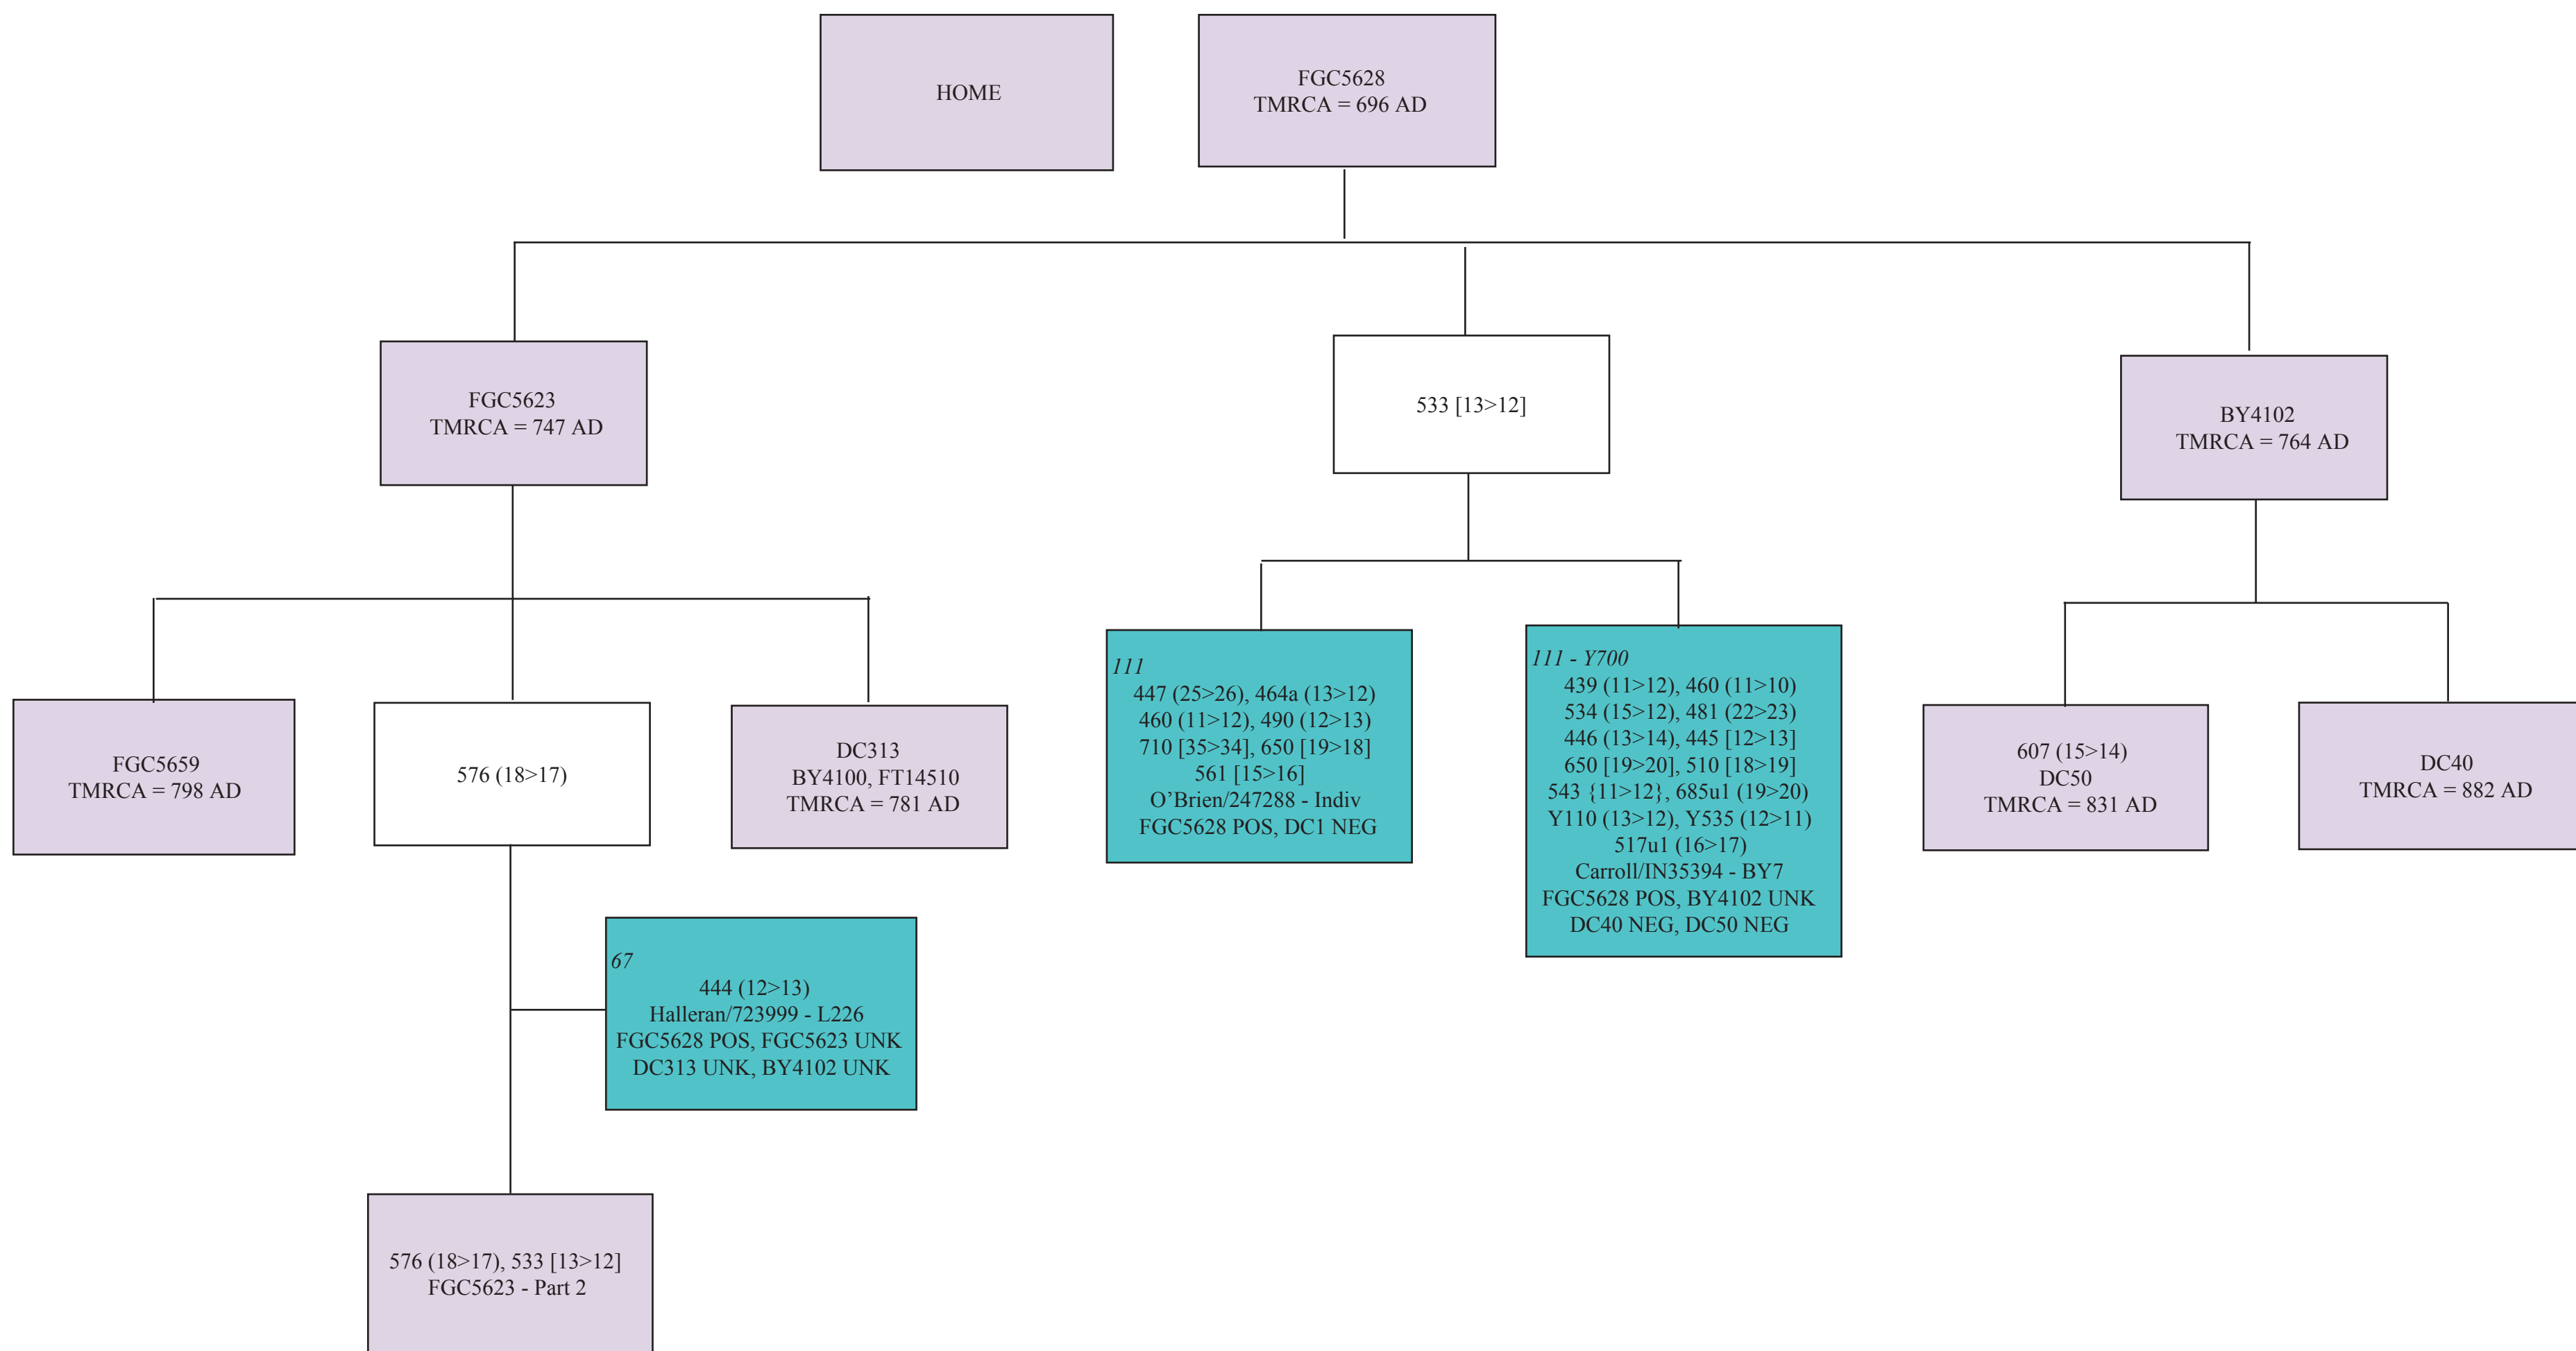 HOME
FGC5628
TMRCA = 696 AD
FGC5623
TMRCA = 747 AD
533 [13>12]
BY4102
TMRCA = 764 AD
FGC5659
TMRCA = 798 AD
576 (18>17)
DC313
BY4100, FT14510
TMRCA = 781 AD
111
447 (25>26), 464a (13>12)
460 (11>12), 490 (12>13)
710 [35>34], 650 [19>18]
561 [15>16]
O’Brien/247288 - Indiv
FGC5628 POS, DC1 NEG
111 - Y700
439 (11>12), 460 (11>10)
534 (15>12), 481 (22>23)
446 (13>14), 445 [12>13]
650 [19>20], 510 [18>19]
543 {11>12}, 685u1 (19>20)
Y110 (13>12), Y535 (12>11)
517u1 (16>17)
Carroll/IN35394 - BY7
FGC5628 POS, BY4102 UNK
DC40 NEG, DC50 NEG
607 (15>14)
DC50
TMRCA = 831 AD
DC40
TMRCA = 882 AD
67
444 (12>13)
Halleran/723999 - L226
FGC5628 POS, FGC5623 UNK
DC313 UNK, BY4102 UNK
576 (18>17), 533 [13>12]
FGC5623 - Part 2